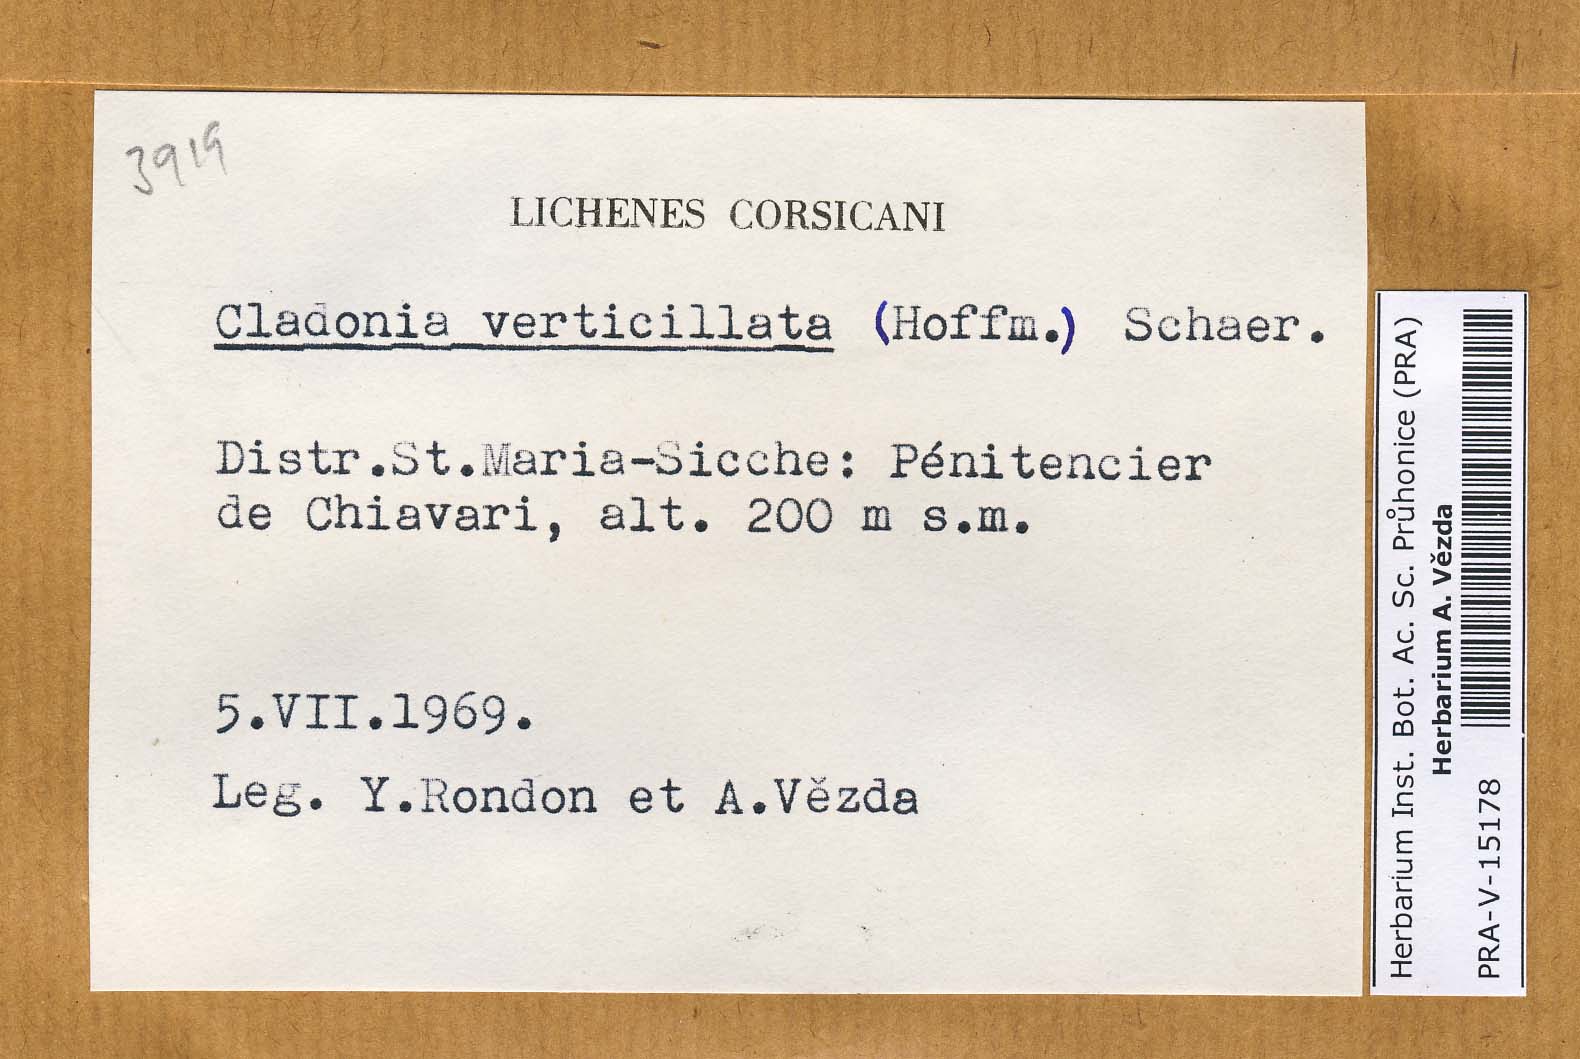 3919
LICHENES CORSICANI
Cladonia verticillata (Hoffm.) Schaer.
Distr.St.Maria-Sicche: Pénitencier
de Chiavari, alt. 200 m s.m.
5.VII.1969.
Leg. Y.Rondon et A.Vězda
Herbarium Inst. Bot. Ac. Sc. Průhonice (PRA)
Herbarium A. Vězda
PRA-V-15178